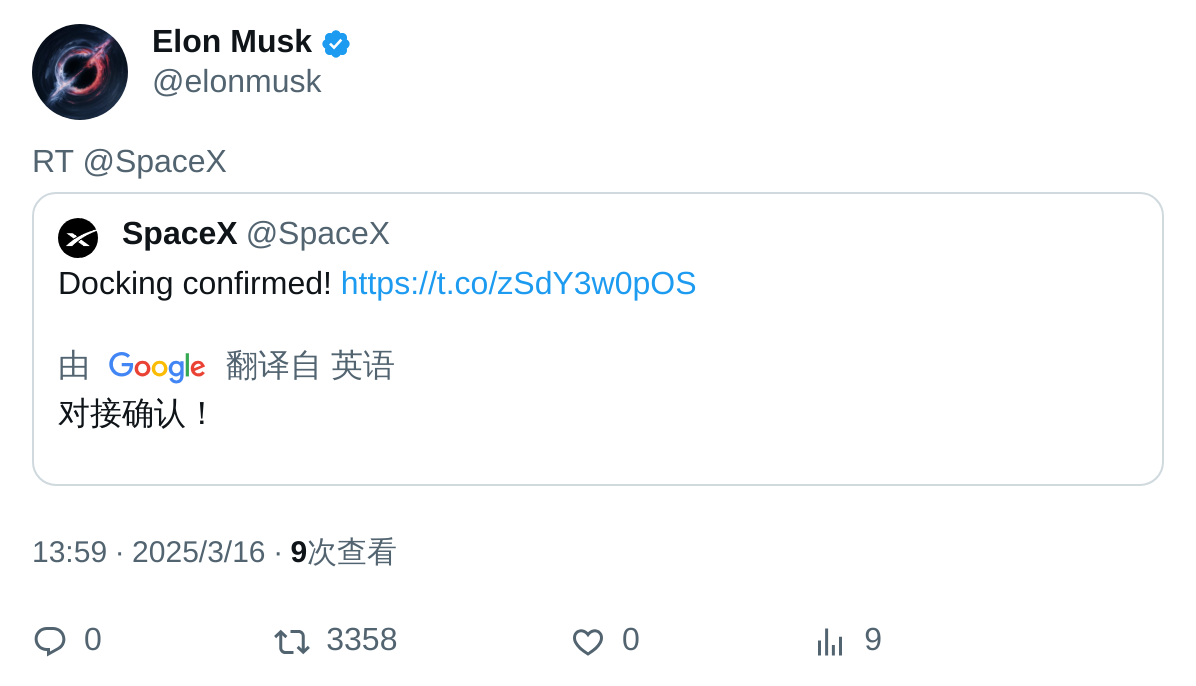 Elon Musk
@elonmusk
RT @SpaceX
SpaceX @SpaceX
Docking confirmed! https://t.co/zSdY3w0pOS
由 Google 翻译自 英语
对接确认！
13:59 · 2025/3/16 · 9次查看
0 3358 0 9